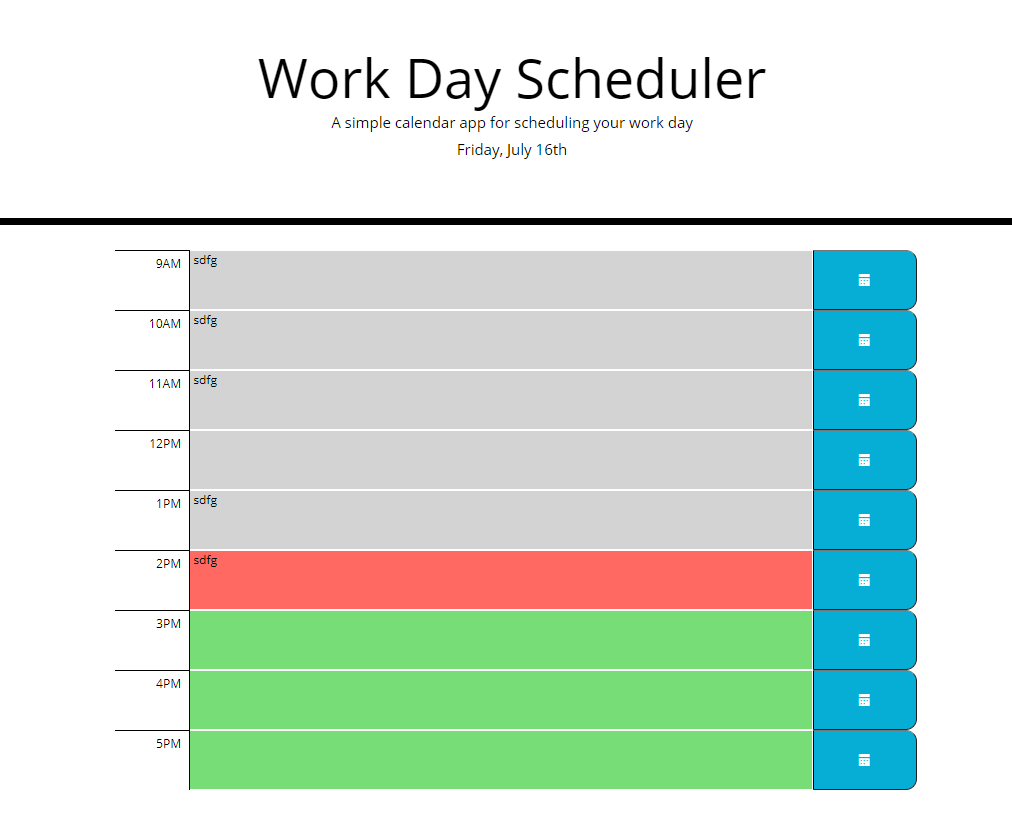 Work Day Scheduler
A simple calendar app for scheduling your work day
Friday, July 16th
9AM sdfg
10AM sdfg
11AM sdfg
12PM
1PM sdfg
2PM sdfg
3PM
4PM
5PM